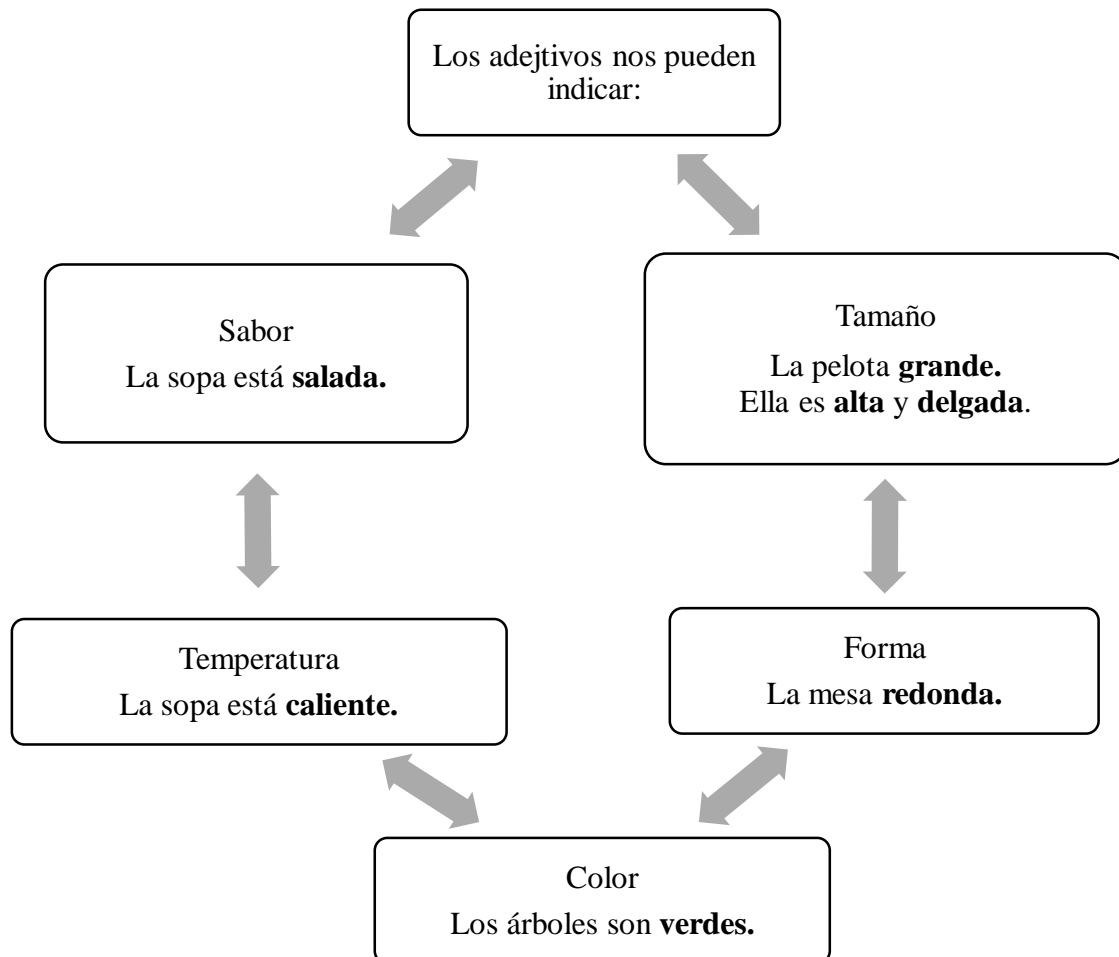 Los adejtivos nos pueden
indicar:
Sabor
La sopa está salada.
Tamaño
La pelota grande.
Ella es alta y delgada.
Temperatura
La sopa está caliente.
Forma
La mesa redonda.
Color
Los árboles son verdes.